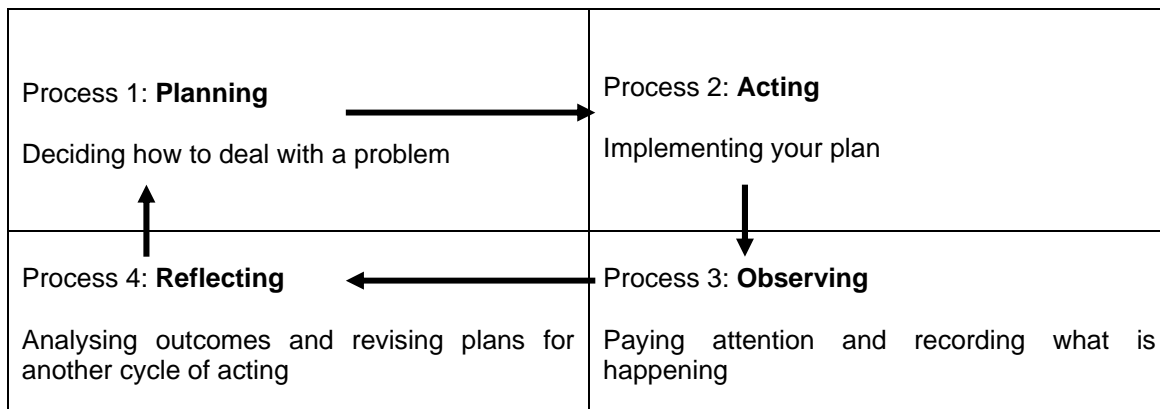 Process 1: Planning
Deciding how to deal with a problem
Process 2: Acting
Implementing your plan
Process 4: Reflecting
Analysing outcomes and revising plans for
another cycle of acting
Process 3: Observing
Paying attention and recording what is
happening